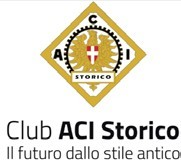 C
A I
STORICO
Club ACI Storico
Il futuro dallo stile antico